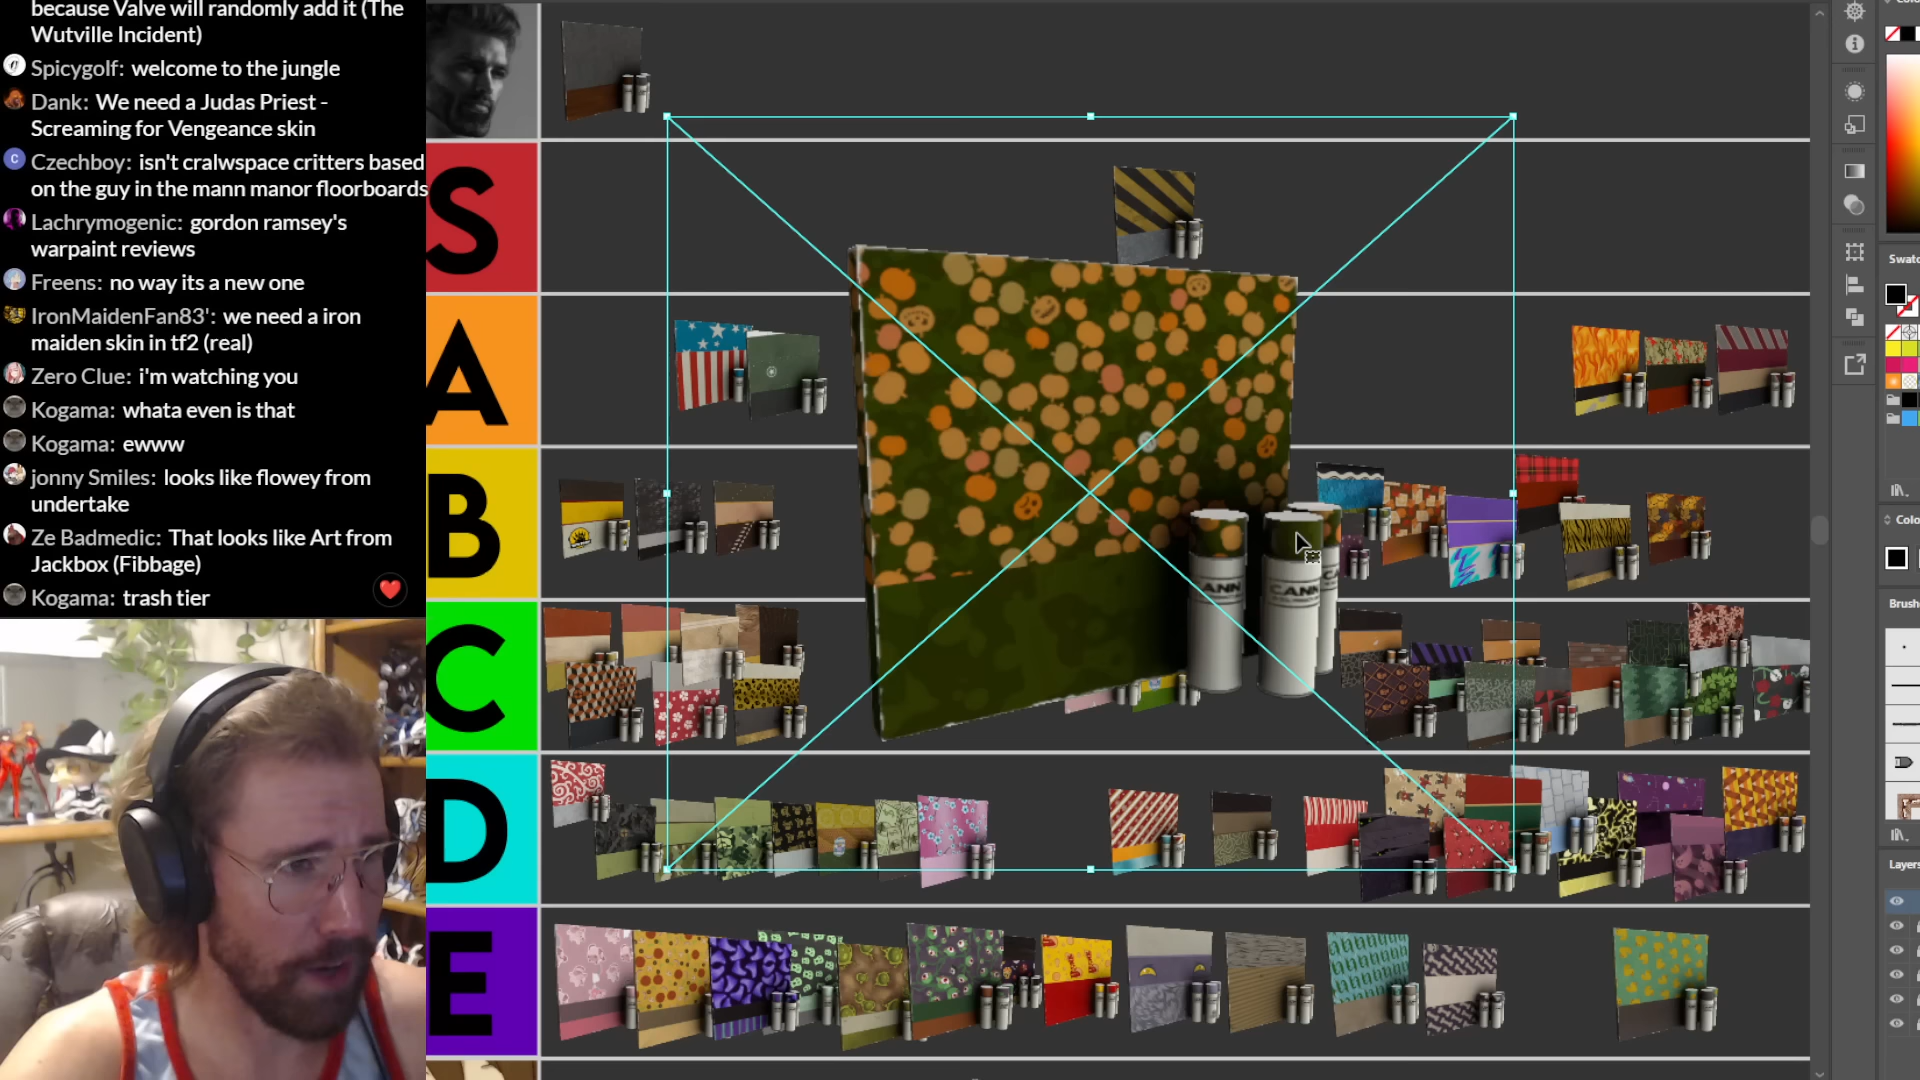 because Valve will randomly add it (The
Wutville Incident)
Spicygolf: welcome to the jungle
Dank: We need a Judas Priest -
Screaming for Vengeance skin
Czechboy: isn't cralwspace critters based
on the guy in the mann manor floorboards
Lachrymogenic: gordon ramsey's
warpaint reviews
Freens: no way its a new one
IronMaidenFan83': we need a iron
maiden skin in tf2 (real)
Zero Clue: i'm watching you
Kogama: whata even is that
Kogama: ewww
jonny Smiles: looks like flowey from
undertake
Ze Badmedic: That looks like Art from
Jackbox (Fibbage)
Kogama: trash tier
C
S
A
B
C
D
E
CANN
CANN
Swatc
Colo
Brush
Layers